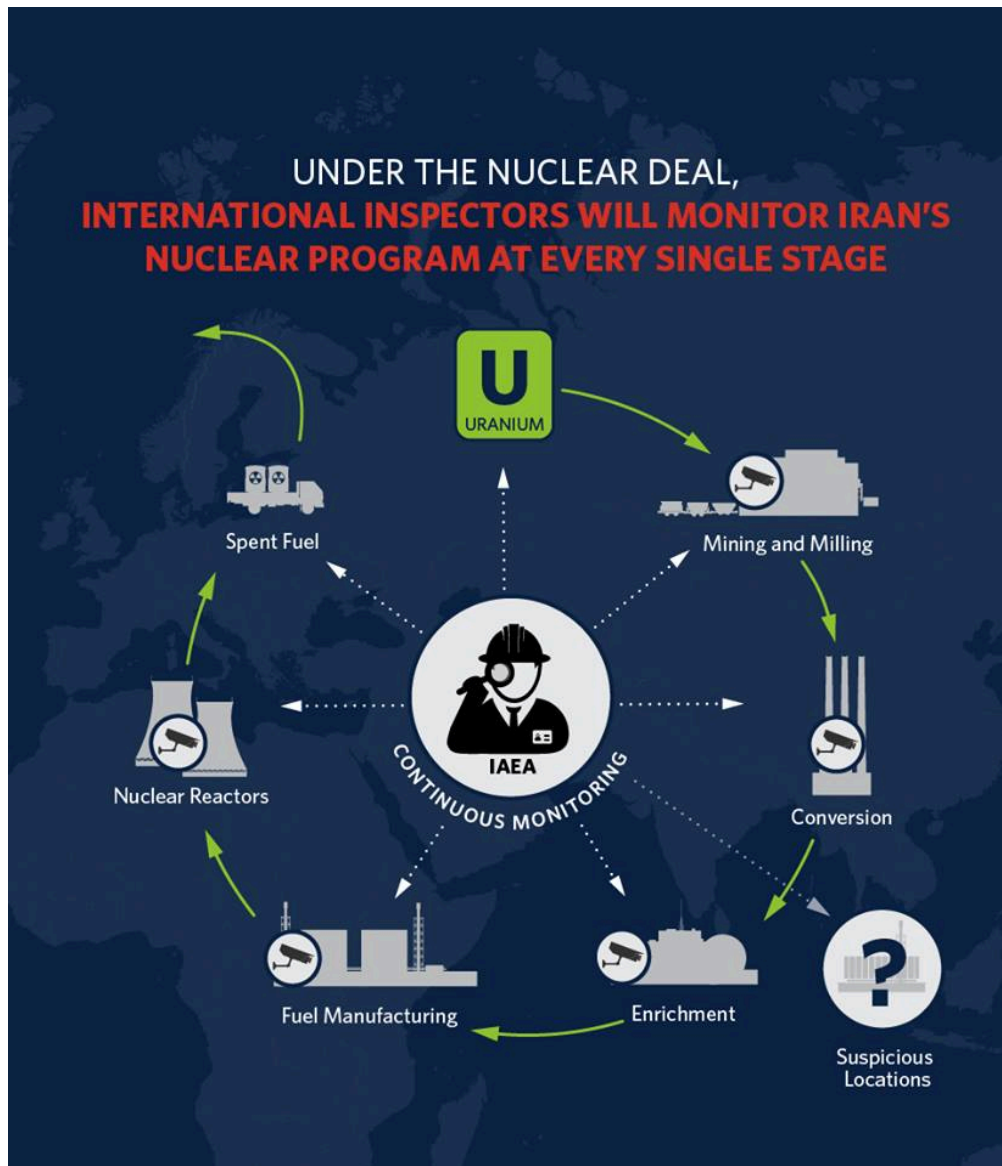 UNDER THE NUCLEAR DEAL,
INTERNATIONAL INSPECTORS WILL MONITOR IRAN'S
NUCLEAR PROGRAM AT EVERY SINGLE STAGE
U
URANIUM
Mining and Milling
Conversion
Suspicious
Locations
?
Enrichment
Fuel Manufacturing
Nuclear Reactors
Spent Fuel
IAEA
CONTINUOUS MONITORING